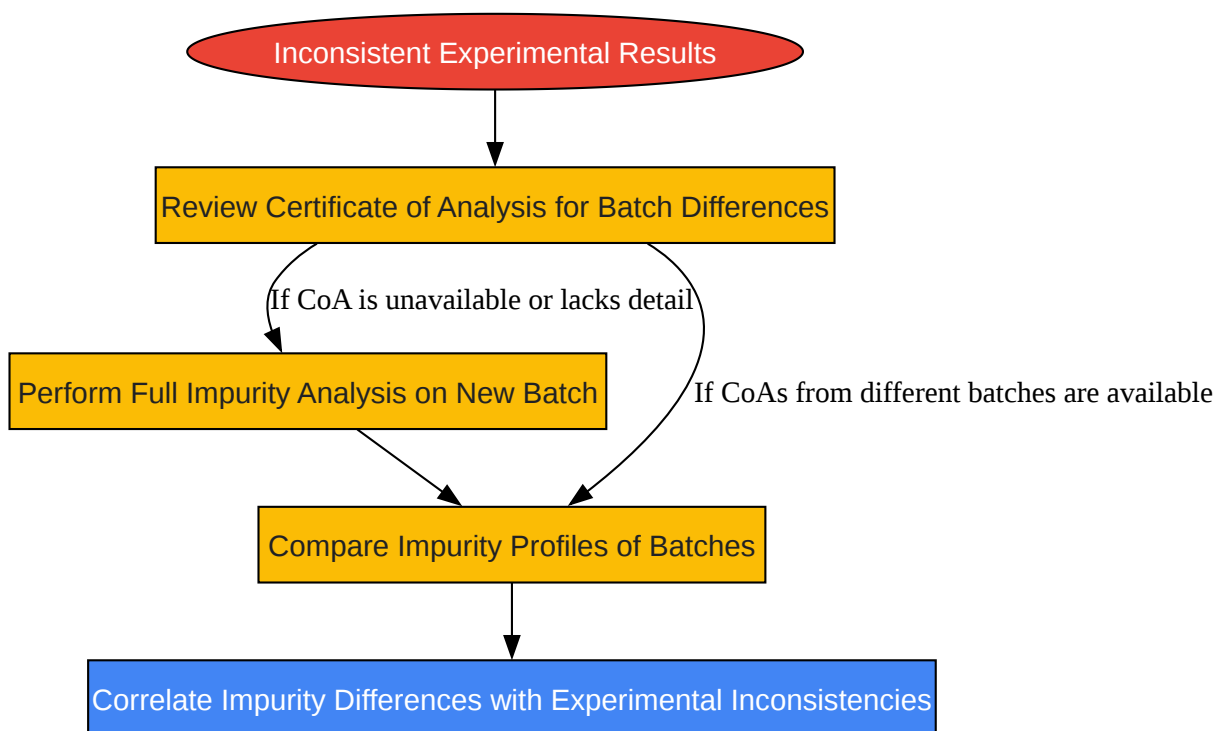 Inconsistent Experimental Results
Review Certificate of Analysis for Batch Differences
If CoA is unavailable or lacks detail
Perform Full Impurity Analysis on New Batch
If CoAs from different batches are available
Compare Impurity Profiles of Batches
Correlate Impurity Differences with Experimental Inconsistencies